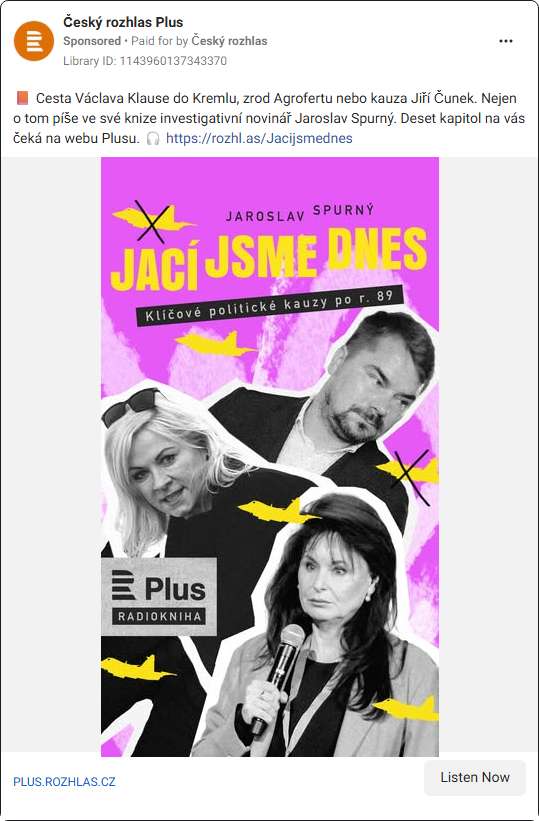 Český rozhlas Plus
Sponsored • Paid for by Český rozhlas
Library ID: 1143960137343370
📕 Cesta Václava Klause do Kremlu, zrod Agrofertu nebo kauza Jiří Čunek. Nejen
o tom píše ve své knize investigativní novinář Jaroslav Spurný. Deset kapitol na vás
čeká na webu Plusu. 🎧 https://rozhl.as/Jacijsmednes
JAROSLAV SPURNÝ
JACÍ JSME DNES
Klíčové politické kauzy po r. 89
Plus
RADIOKNIHA
PLUS.ROZHLAS.CZ
Listen Now